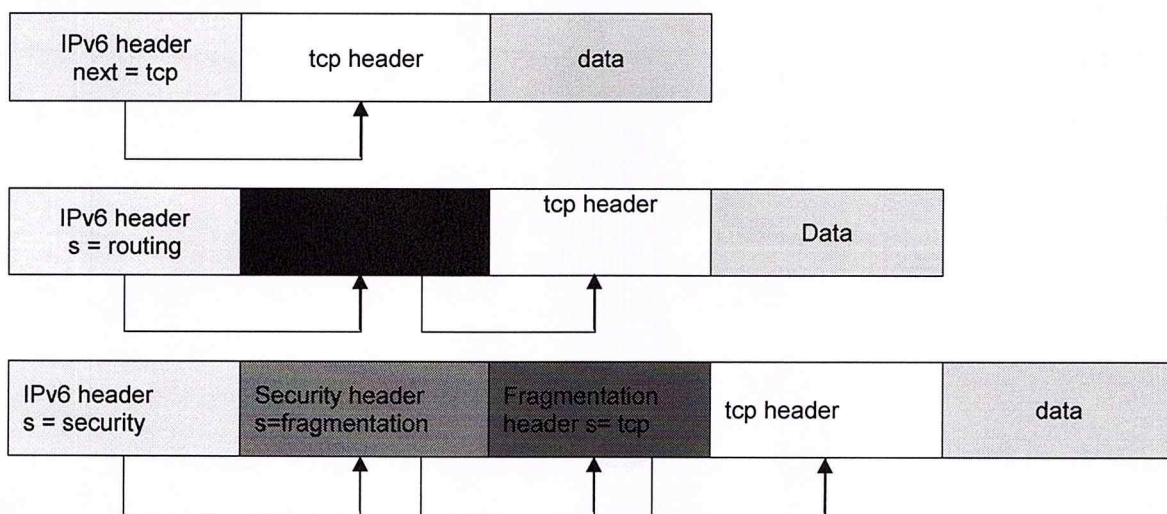 IPv6 header
next = tcp
tcp header
data
IPv6 header
s = routing
tcp header
Data
IPv6 header
s = security
Security header
s=fragmentation
Fragmentation
header s= tcp
tcp header
data